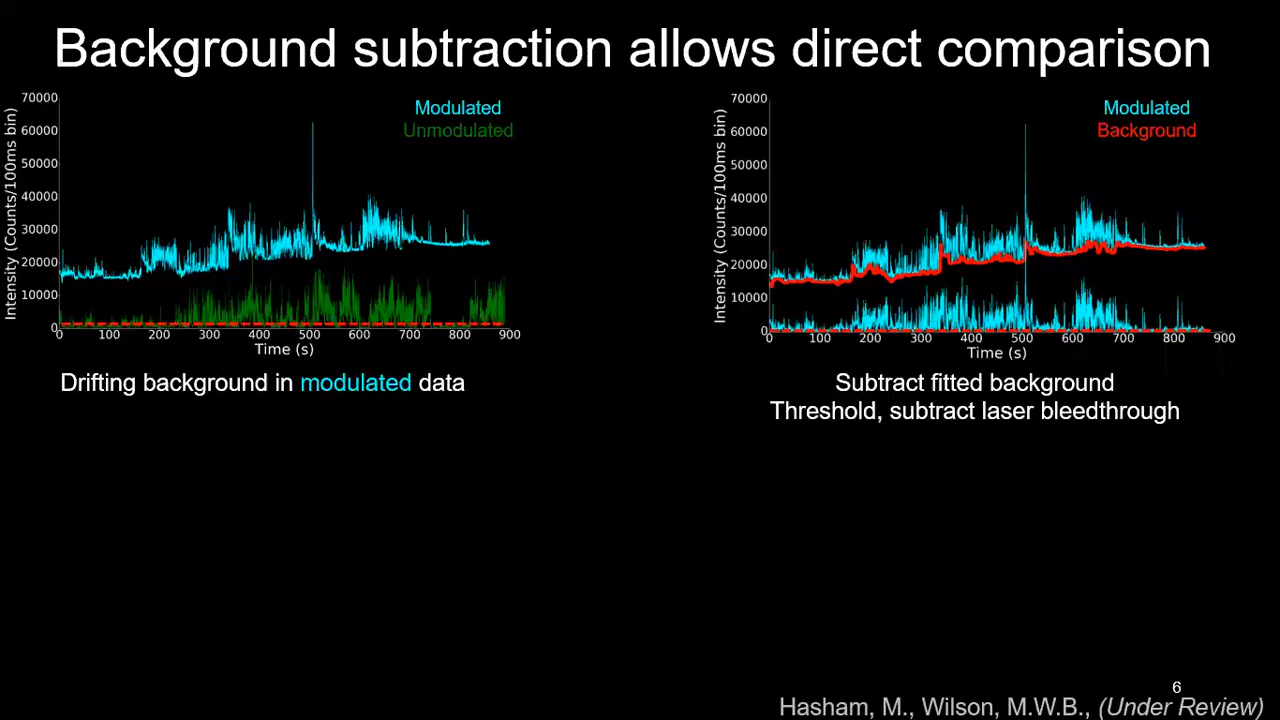 Background subtraction allows direct comparison
70000
60000
50000
40000
30000
20000
10000
0
Intensity (Counts/100ms bin)
Modulated
Unmodulated
0 100 200 300 400 500 600 700 800 900
Time (s)
Drifting background in modulated data
70000
60000
50000
40000
30000
20000
10000
0
Intensity (Counts/100ms bin)
Modulated
Background
0 100 200 300 400 500 600 700 800 900
Time (s)
Subtract fitted background
Threshold, subtract laser bleedthrough
6
Hasham, M., Wilson, M.W.B., (Under Review)